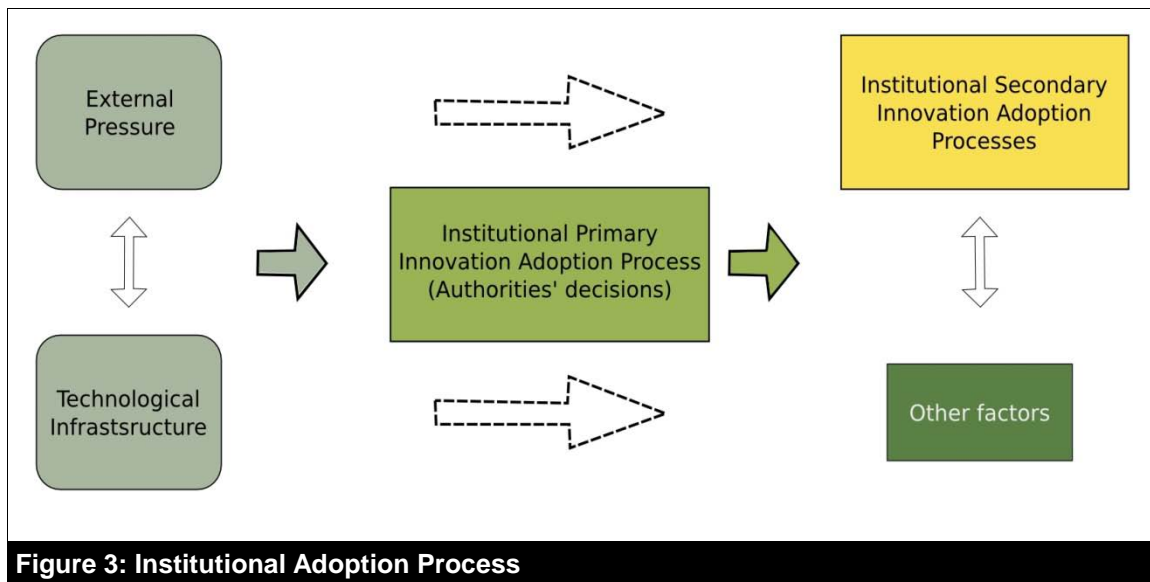 External
Pressure
Institutional Secondary
Innovation Adoption
Processes
Institutional Primary
Innovation Adoption Process
(Authorities' decisions)
Technological
Infrastsructure
Other factors
Figure 3: Institutional Adoption Process